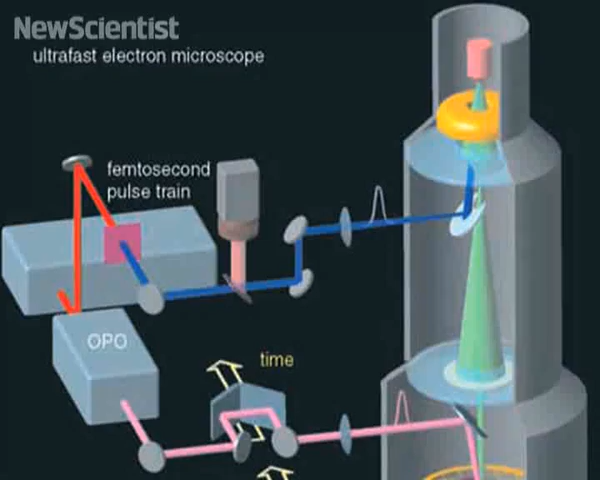 NewScientist
ultrafast electron microscope
femtosecond
pulse train
OPO
time